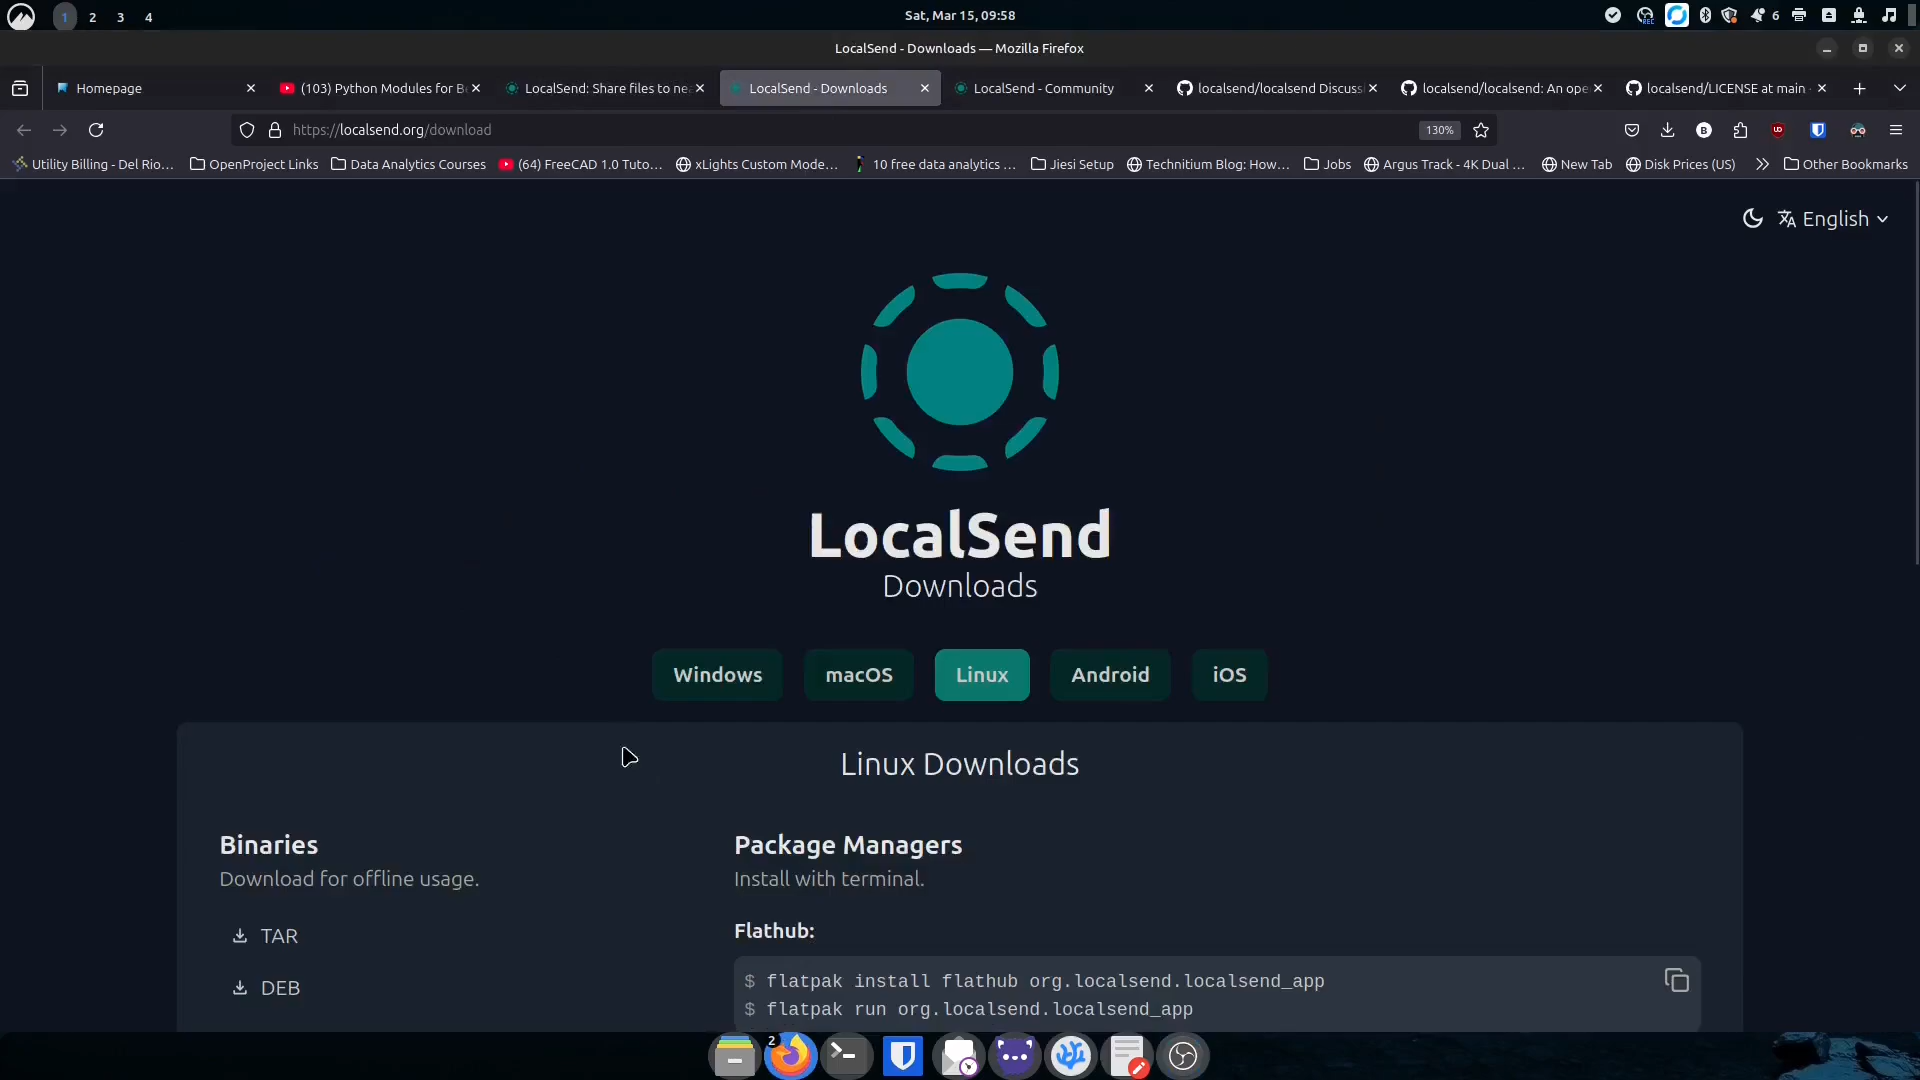 1 2 3 4
Sat, Mar 15, 09:58
REC
6
LocalSend - Downloads — Mozilla Firefox
Homepage
(103) Python Modules for Be
LocalSend: Share files to ne
LocalSend - Downloads
LocalSend - Community
localsend/localsend Discuss
localsend/localsend: An ope
localsend/LICENSE at main ·
https://localsend.org/download
130%
B
Utility Billing - Del Rio...
OpenProject Links
Data Analytics Courses
(64) FreeCAD 1.0 Tuto...
xLights Custom Mode...
10 free data analytics ...
Jiesi Setup
Technitium Blog: How...
Jobs
Argus Track - 4K Dual ...
New Tab
Disk Prices (US)
Other Bookmarks
English
LocalSend
Downloads
Windows
macOS
Linux
Android
iOS
Linux Downloads
Binaries
Download for offline usage.
TAR
DEB
Package Managers
Install with terminal.
Flathub:
$ flatpak install flathub org.localsend.localsend_app
$ flatpak run org.localsend.localsend_app
2